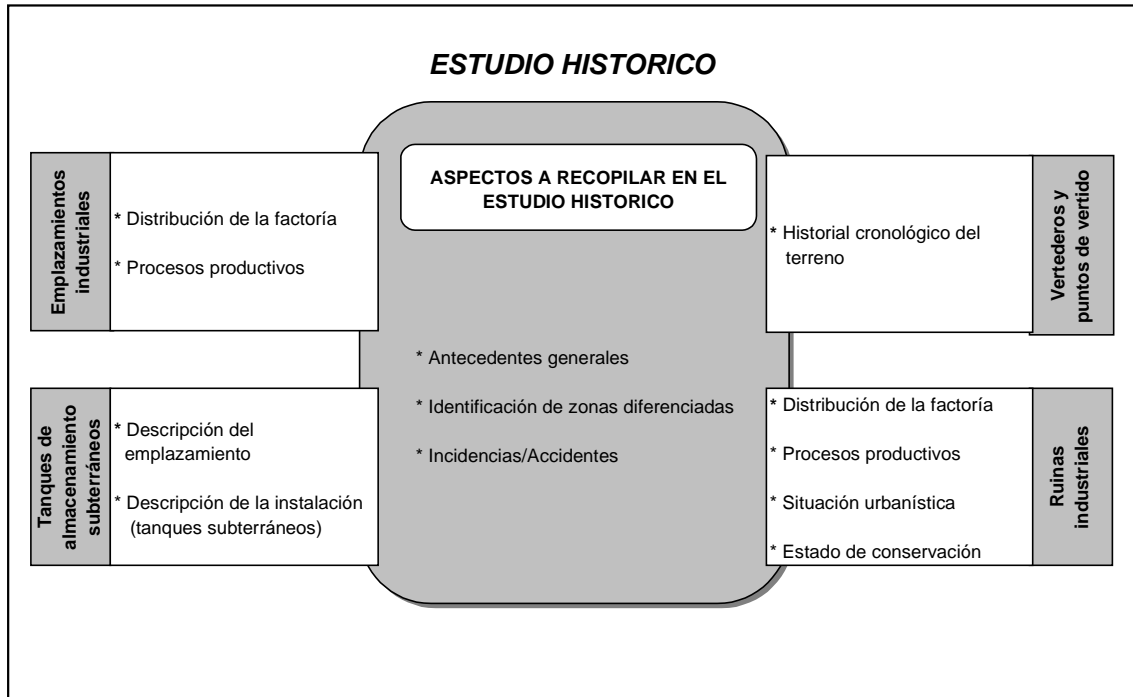 ESTUDIO HISTORICO
ASPECTOS A RECOPILAR EN EL
ESTUDIO HISTORICO
* Antecedentes generales
* Identificación de zonas diferenciadas
* Incidencias/Accidentes
Emplazamientos
industriales
* Distribución de la factoría
* Procesos productivos
Tanques de
almacenamiento
subterráneos
* Descripción del
emplazamiento
* Descripción de la instalación
(tanques subterráneos)
* Historial cronológico del
terreno
Vertederos y
puntos de vertido
* Distribución de la factoría
* Procesos productivos
* Situación urbanística
* Estado de conservación
Ruinas
industriales